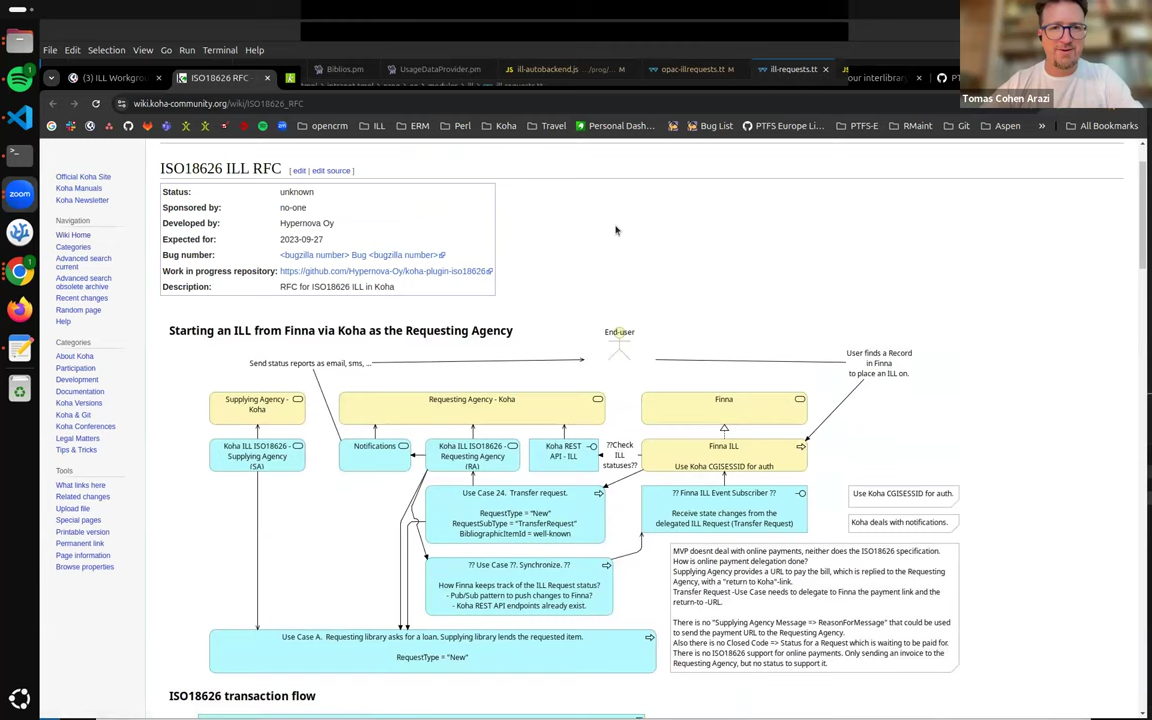 File Edit Selection View Go Run Terminal Help
Biblios.pm UsageDataProvider.pm ill-autobackend.js …/prog/… M opac-illrequests.tt M ill-requests.tt
(3) ILL Workgrou ISO18626 RFC - our interlibrary
wiki.koha-community.org/wiki/ISO18626_RFC
opencrm ILL ERM Perl Koha Travel Personal Dash... Bug List PTFS Europe Li... PTFS-E RMaint Git Aspen » All Bookmarks
Tomas Cohen Arazi
Official Koha Site
Koha Manuals
Koha Newsletter
Navigation
Wiki Home
Categories
Advanced search
current
Advanced search
obsolete archive
Recent changes
Random page
Help
Categories
About Koha
Participation
Development
Documentation
Koha Versions
Koha & Git
Koha Conferences
Legal Matters
Tips & Tricks
Tools
What links here
Related changes
Upload file
Special pages
Printable version
Permanent link
Page information
Browse properties
ISO18626 ILL RFC [ edit | edit source ]
Status: unknown
Sponsored by: no-one
Developed by: Hypernova Oy
Expected for: 2023-09-27
Bug number: <bugzilla number> Bug <bugzilla number>
Work in progress repository: https://github.com/Hypernova-Oy/koha-plugin-iso18626
Description: RFC for ISO18626 ILL in Koha
Starting an ILL from Finna via Koha as the Requesting Agency
End-user
Send status reports as email, sms, ...
User finds a Record
in Finna
to place an ILL on.
Supplying Agency -
Koha
Requesting Agency - Koha
Finna
Koha ILL ISO18626 -
Supplying Agency
(SA)
Notifications
Koha ILL ISO18626 -
Requesting Agency
(RA)
Koha REST
API - ILL
??Check
ILL
statuses??
Finna ILL
Use Koha CGISESSID for auth
Use Case 24. Transfer request.
RequestType = "New"
RequestSubType = "TransferRequest"
BibliographicItemId = well-known
?? Finna ILL Event Subscriber ??
Receive state changes from the
delegated ILL Request (Transfer Request)
Use Koha CGISESSID for auth.
Koha deals with notifications.
?? Use Case ??. Synchronize. ??
How Finna keeps track of the ILL Request status?
- Pub/Sub pattern to push changes to Finna?
- Koha REST API endpoints already exist.
MVP doesnt deal with online payments, neither does the ISO18626 specification.
How is online payment delegation done?
Supplying Agency provides a URL to pay the bill, which is replied to the Requesting
Agency, with a "return to Koha"-link.
Transfer Request -Use Case needs to delegate to Finna the payment link and the
return-to -URL.
There is no "Supplying Agency Message => ReasonForMessage" that could be used
to send the payment URL to the Requesting Agency.
Also there is no Closed Code => Status for a Request which is waiting to be paid for.
There is no ISO18626 support for online payments. Only sending an invoice to the
Requesting Agency, but no status to support it.
Use Case A. Requesting library asks for a loan. Supplying library lends the requested item.
RequestType = "New"
ISO18626 transaction flow